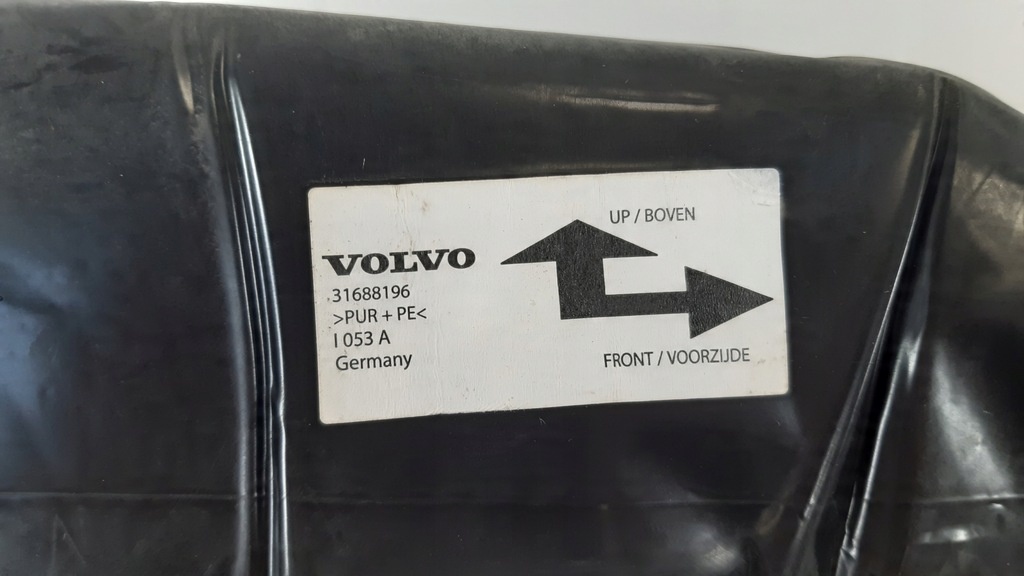 VOLVO
31688196
>PUR + PE<
I 053 A
Germany
UP / BOVEN
FRONT / VOORZIJDE